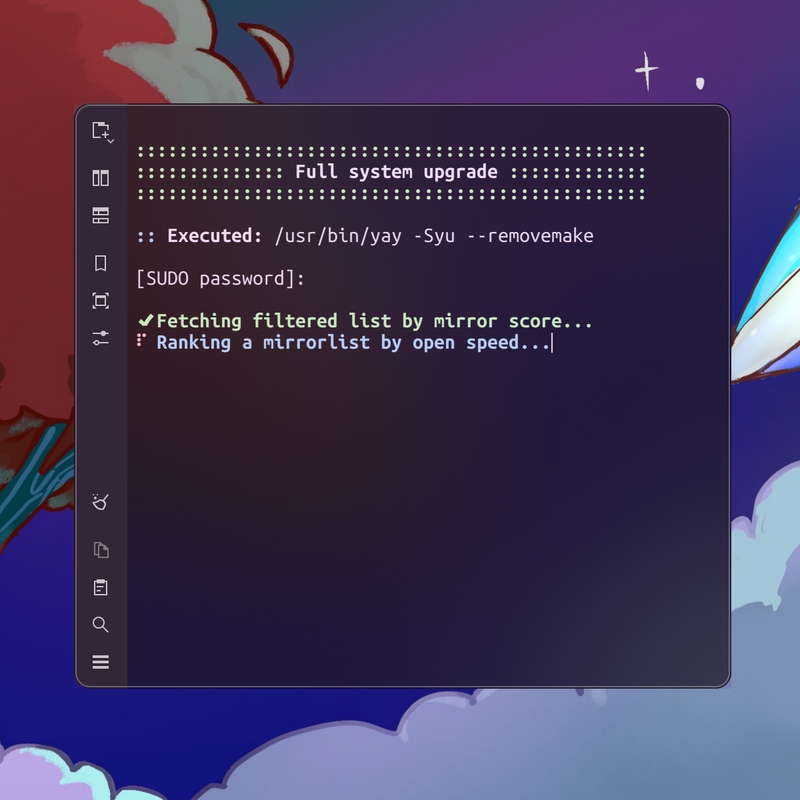 ::::::::::::::::::::::::::::::::::::::::::::::::
:::::::::::::: Full system upgrade :::::::::::::
::::::::::::::::::::::::::::::::::::::::::::::::
:: Executed: /usr/bin/yay -Syu --removemake
[SUDO password]:
✔Fetching filtered list by mirror score...
⠏ Ranking a mirrorlist by open speed...